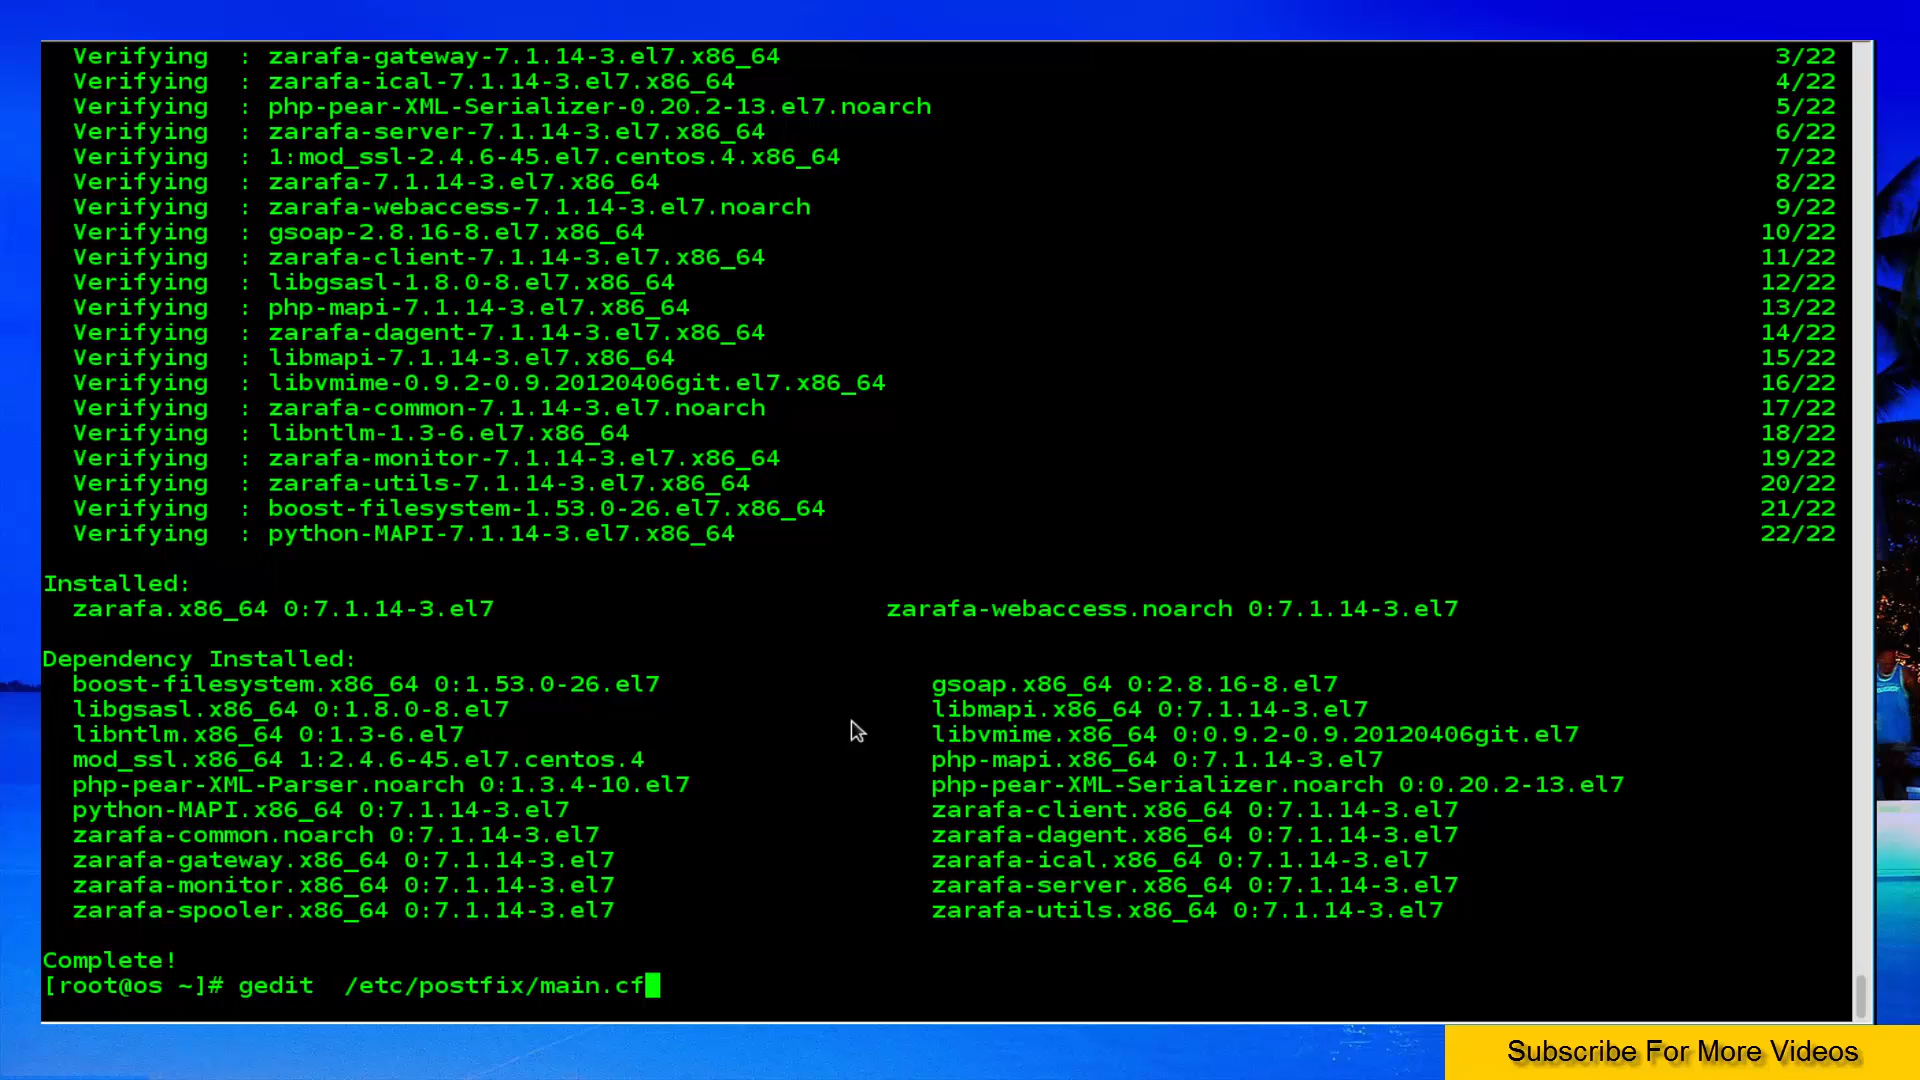 Verifying : zarafa-gateway-7.1.14-3.el7.x86_64 3/22
Verifying : zarafa-ical-7.1.14-3.el7.x86_64 4/22
Verifying : php-pear-XML-Serializer-0.20.2-13.el7.noarch 5/22
Verifying : zarafa-server-7.1.14-3.el7.x86_64 6/22
Verifying : 1:mod_ssl-2.4.6-45.el7.centos.4.x86_64 7/22
Verifying : zarafa-7.1.14-3.el7.x86_64 8/22
Verifying : zarafa-webaccess-7.1.14-3.el7.noarch 9/22
Verifying : gsoap-2.8.16-8.el7.x86_64 10/22
Verifying : zarafa-client-7.1.14-3.el7.x86_64 11/22
Verifying : libgsasl-1.8.0-8.el7.x86_64 12/22
Verifying : php-mapi-7.1.14-3.el7.x86_64 13/22
Verifying : zarafa-dagent-7.1.14-3.el7.x86_64 14/22
Verifying : libmapi-7.1.14-3.el7.x86_64 15/22
Verifying : libvmime-0.9.2-0.9.20120406git.el7.x86_64 16/22
Verifying : zarafa-common-7.1.14-3.el7.noarch 17/22
Verifying : libntlm-1.3-6.el7.x86_64 18/22
Verifying : zarafa-monitor-7.1.14-3.el7.x86_64 19/22
Verifying : zarafa-utils-7.1.14-3.el7.x86_64 20/22
Verifying : boost-filesystem-1.53.0-26.el7.x86_64 21/22
Verifying : python-MAPI-7.1.14-3.el7.x86_64 22/22
Installed:
zarafa.x86_64 0:7.1.14-3.el7 zarafa-webaccess.noarch 0:7.1.14-3.el7
Dependency Installed:
boost-filesystem.x86_64 0:1.53.0-26.el7 gsoap.x86_64 0:2.8.16-8.el7
libgsasl.x86_64 0:1.8.0-8.el7 libmapi.x86_64 0:7.1.14-3.el7
libntlm.x86_64 0:1.3-6.el7 libvmime.x86_64 0:0.9.2-0.9.20120406git.el7
mod_ssl.x86_64 1:2.4.6-45.el7.centos.4 php-mapi.x86_64 0:7.1.14-3.el7
php-pear-XML-Parser.noarch 0:1.3.4-10.el7 php-pear-XML-Serializer.noarch 0:0.20.2-13.el7
python-MAPI.x86_64 0:7.1.14-3.el7 zarafa-client.x86_64 0:7.1.14-3.el7
zarafa-common.noarch 0:7.1.14-3.el7 zarafa-dagent.x86_64 0:7.1.14-3.el7
zarafa-gateway.x86_64 0:7.1.14-3.el7 zarafa-ical.x86_64 0:7.1.14-3.el7
zarafa-monitor.x86_64 0:7.1.14-3.el7 zarafa-server.x86_64 0:7.1.14-3.el7
zarafa-spooler.x86_64 0:7.1.14-3.el7 zarafa-utils.x86_64 0:7.1.14-3.el7
Complete!
[root@os ~]# gedit  /etc/postfix/main.cf
Subscribe For More Videos